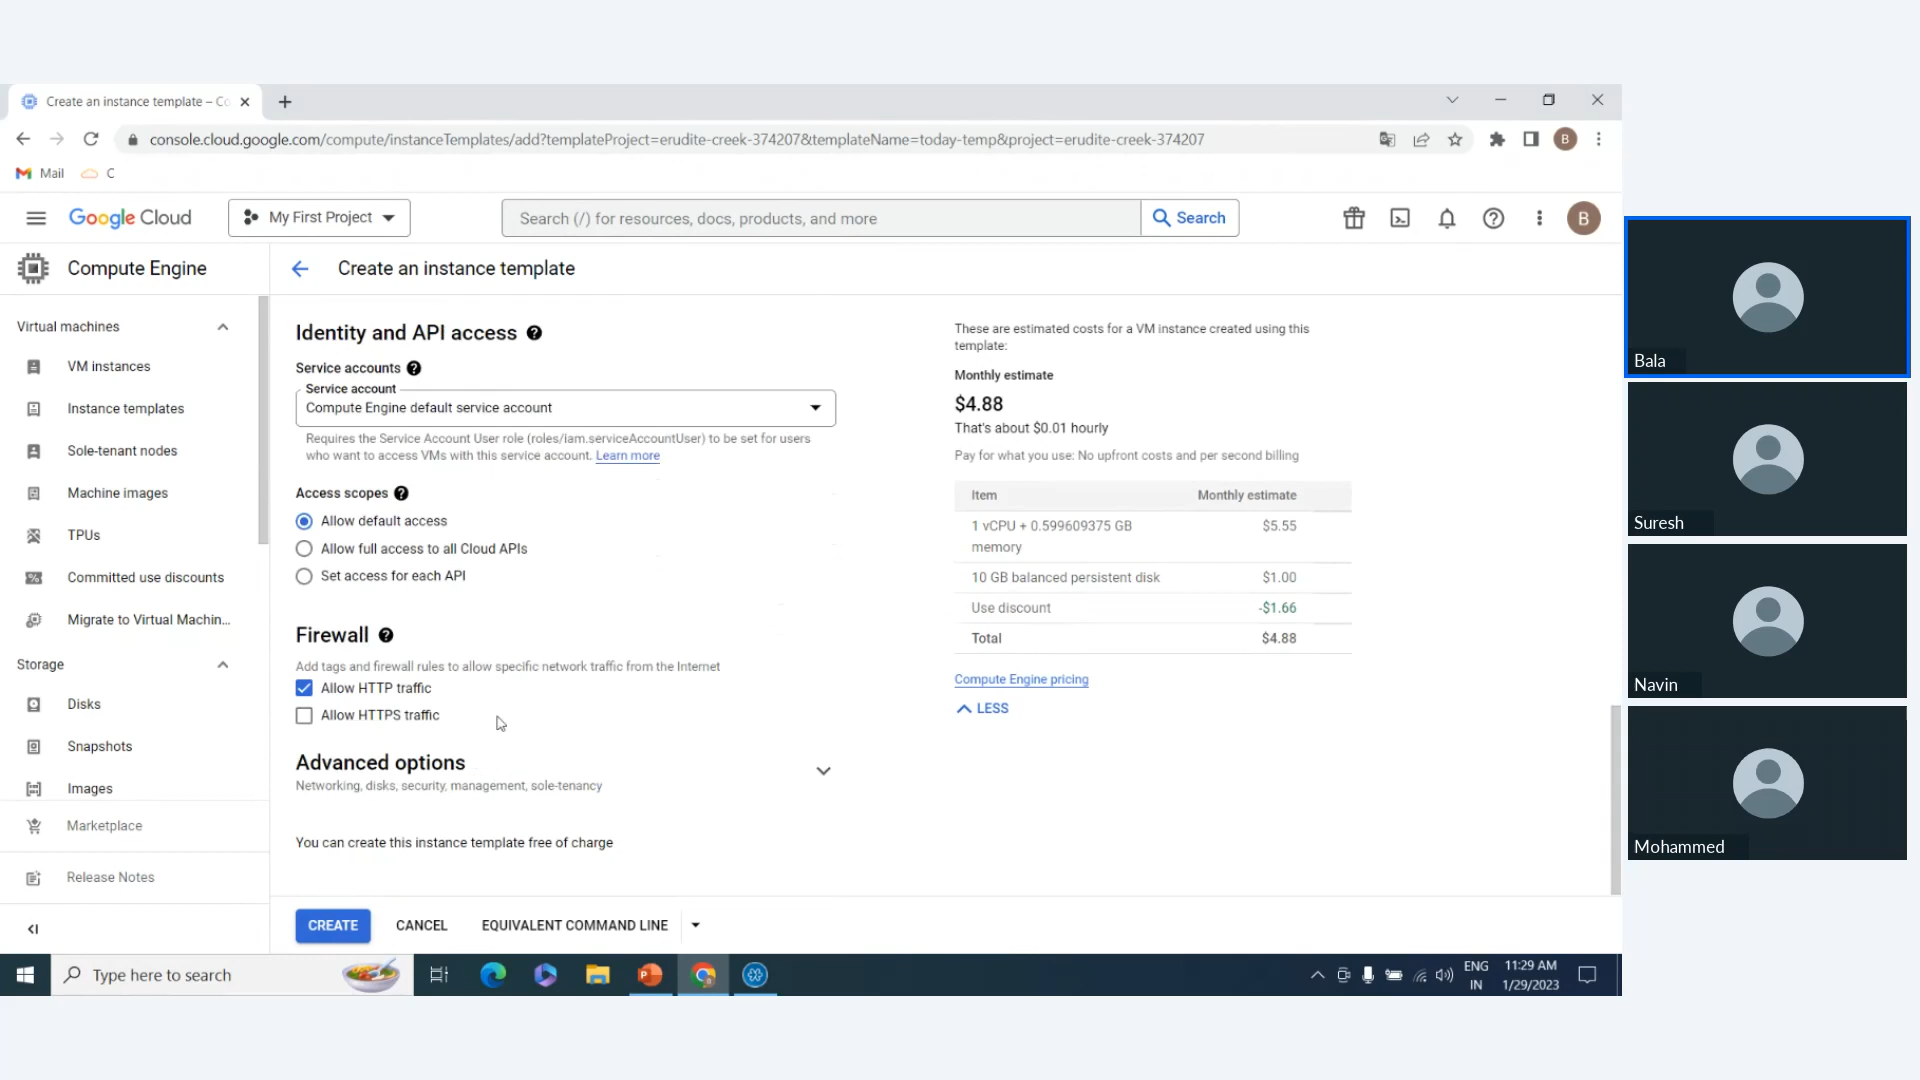 Create an instance template – Co
console.cloud.google.com/compute/instanceTemplates/add?templateProject=erudite-creek-374207&templateName=today-temp&project=erudite-creek-374207
B
Mail
C
Google Cloud
My First Project
Search (/) for resources, docs, products, and more
Search
B
Compute Engine
Create an instance template
Virtual machines
VM instances
Instance templates
Sole-tenant nodes
Machine images
TPUs
Committed use discounts
Migrate to Virtual Machin...
Storage
Disks
Snapshots
Images
Marketplace
Release Notes
Identity and API access
Service accounts
Service account
Compute Engine default service account
Requires the Service Account User role (roles/iam.serviceAccountUser) to be set for users
who want to access VMs with this service account. Learn more
Access scopes
Allow default access
Allow full access to all Cloud APIs
Set access for each API
Firewall
Add tags and firewall rules to allow specific network traffic from the Internet
Allow HTTP traffic
Allow HTTPS traffic
Advanced options
Networking, disks, security, management, sole-tenancy
You can create this instance template free of charge
CREATE CANCEL EQUIVALENT COMMAND LINE
These are estimated costs for a VM instance created using this
template:
Monthly estimate
$4.88
That's about $0.01 hourly
Pay for what you use: No upfront costs and per second billing
Item Monthly estimate
1 vCPU + 0.599609375 GB $5.55
memory
10 GB balanced persistent disk $1.00
Use discount -$1.66
Total $4.88
Compute Engine pricing
LESS
Bala
Suresh
Navin
Mohammed
Type here to search
ENG
IN
11:29 AM
1/29/2023